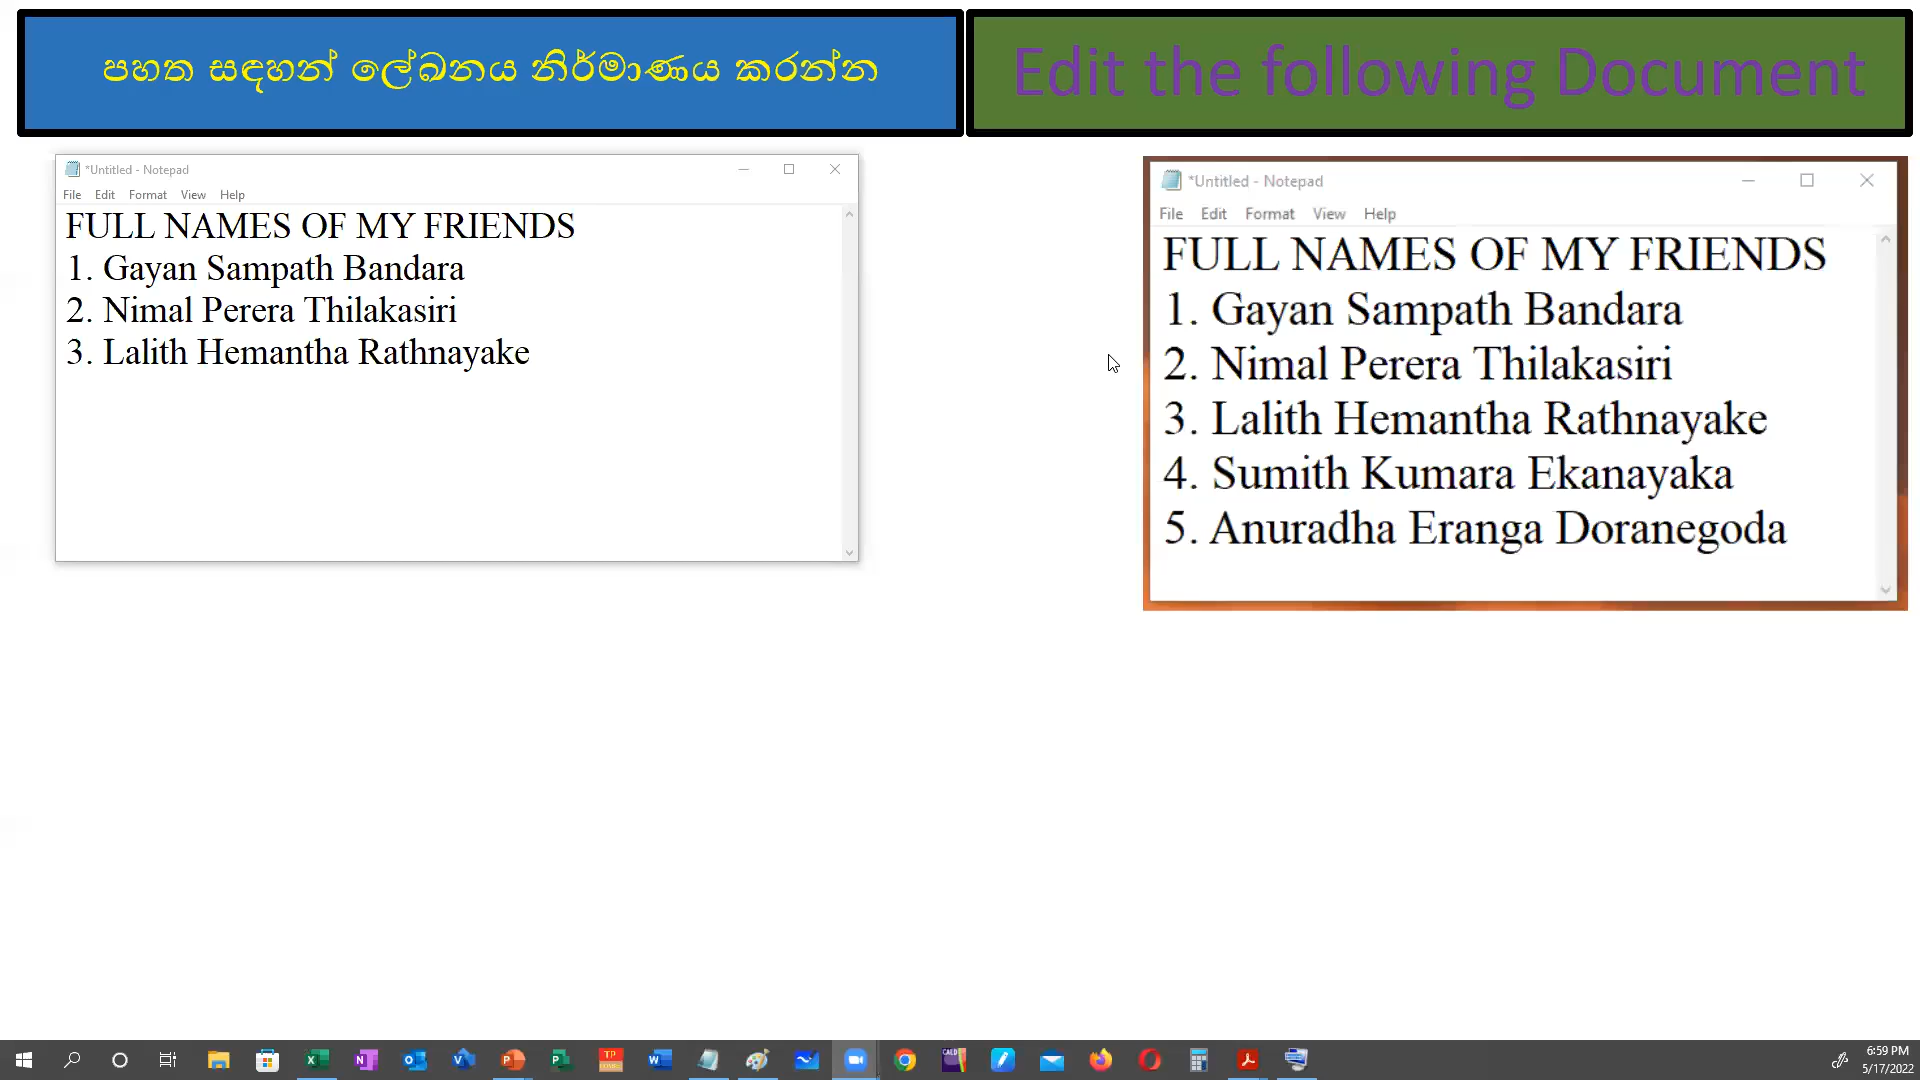 පහත සඳහන් ලේඛනය නිර්මාණය කරන්න
Edit the following Document
*Untitled - Notepad
File Edit Format View Help
FULL NAMES OF MY FRIENDS
1. Gayan Sampath Bandara
2. Nimal Perera Thilakasiri
3. Lalith Hemantha Rathnayake
*Untitled - Notepad
File Edit Format View Help
FULL NAMES OF MY FRIENDS
1. Gayan Sampath Bandara
2. Nimal Perera Thilakasiri
3. Lalith Hemantha Rathnayake
4. Sumith Kumara Ekanayaka
5. Anuradha Eranga Doranegoda
6:59 PM
5/17/2022